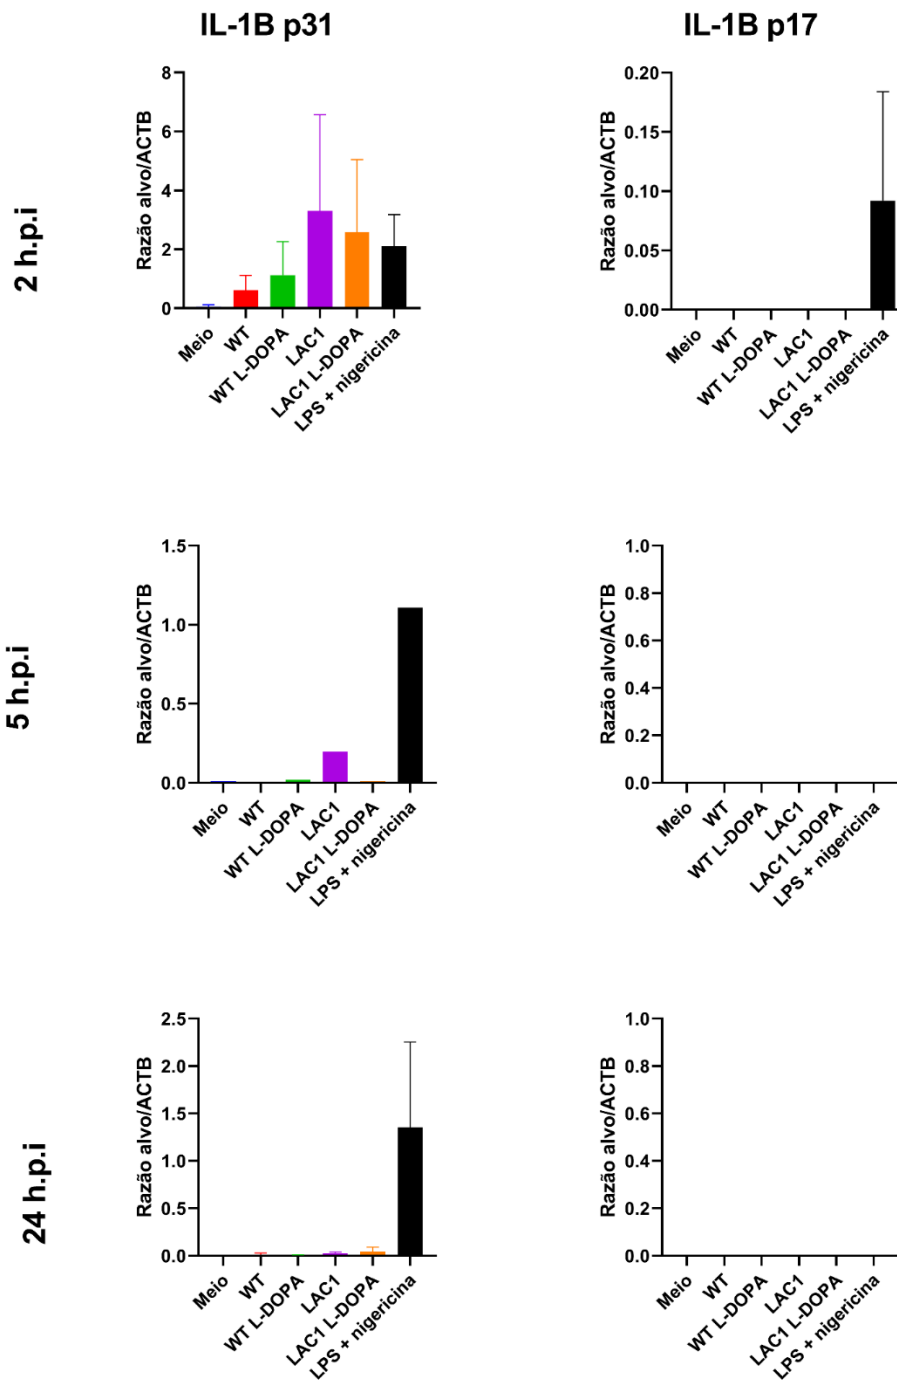 IL-1B p31
IL-1B p17
2 h.p.i
Razão alvo/ACTB
8
6
4
2
0
Meio
WT
WT L-DOPA
LAC1
LAC1 L-DOPA
LPS + nigericina
Razão alvo/ACTB
0.20
0.15
0.10
0.05
0.00
Meio
WT
WT L-DOPA
LAC1
LAC1 L-DOPA
LPS + nigericina
5 h.p.i
Razão alvo/ACTB
1.5
1.0
0.5
0.0
Meio
WT
WT L-DOPA
LAC1
LAC1 L-DOPA
LPS + nigericina
Razão alvo/ACTB
1.0
0.8
0.6
0.4
0.2
0.0
Meio
WT
WT L-DOPA
LAC1
LAC1 L-DOPA
LPS + nigericina
24 h.p.i
Razão alvo/ACTB
2.5
2.0
1.5
1.0
0.5
0.0
Meio
WT
WT L-DOPA
LAC1
LAC1 L-DOPA
LPS + nigericina
Razão alvo/ACTB
1.0
0.8
0.6
0.4
0.2
0.0
Meio
WT
WT L-DOPA
LAC1
LAC1 L-DOPA
LPS + nigericina